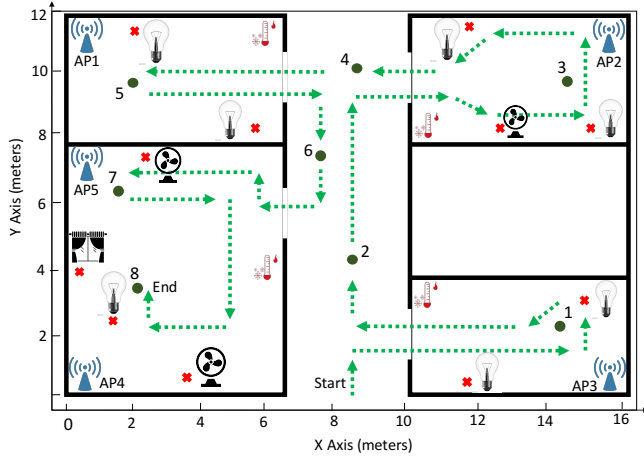 12
10
8
6
4
2
0
Y Axis (meters)
AP1
5
4
3
AP2
6
AP5
7
2
8
End
1
AP4
Start
AP3
0 2 4 6 8 10 12 14 16
X Axis (meters)